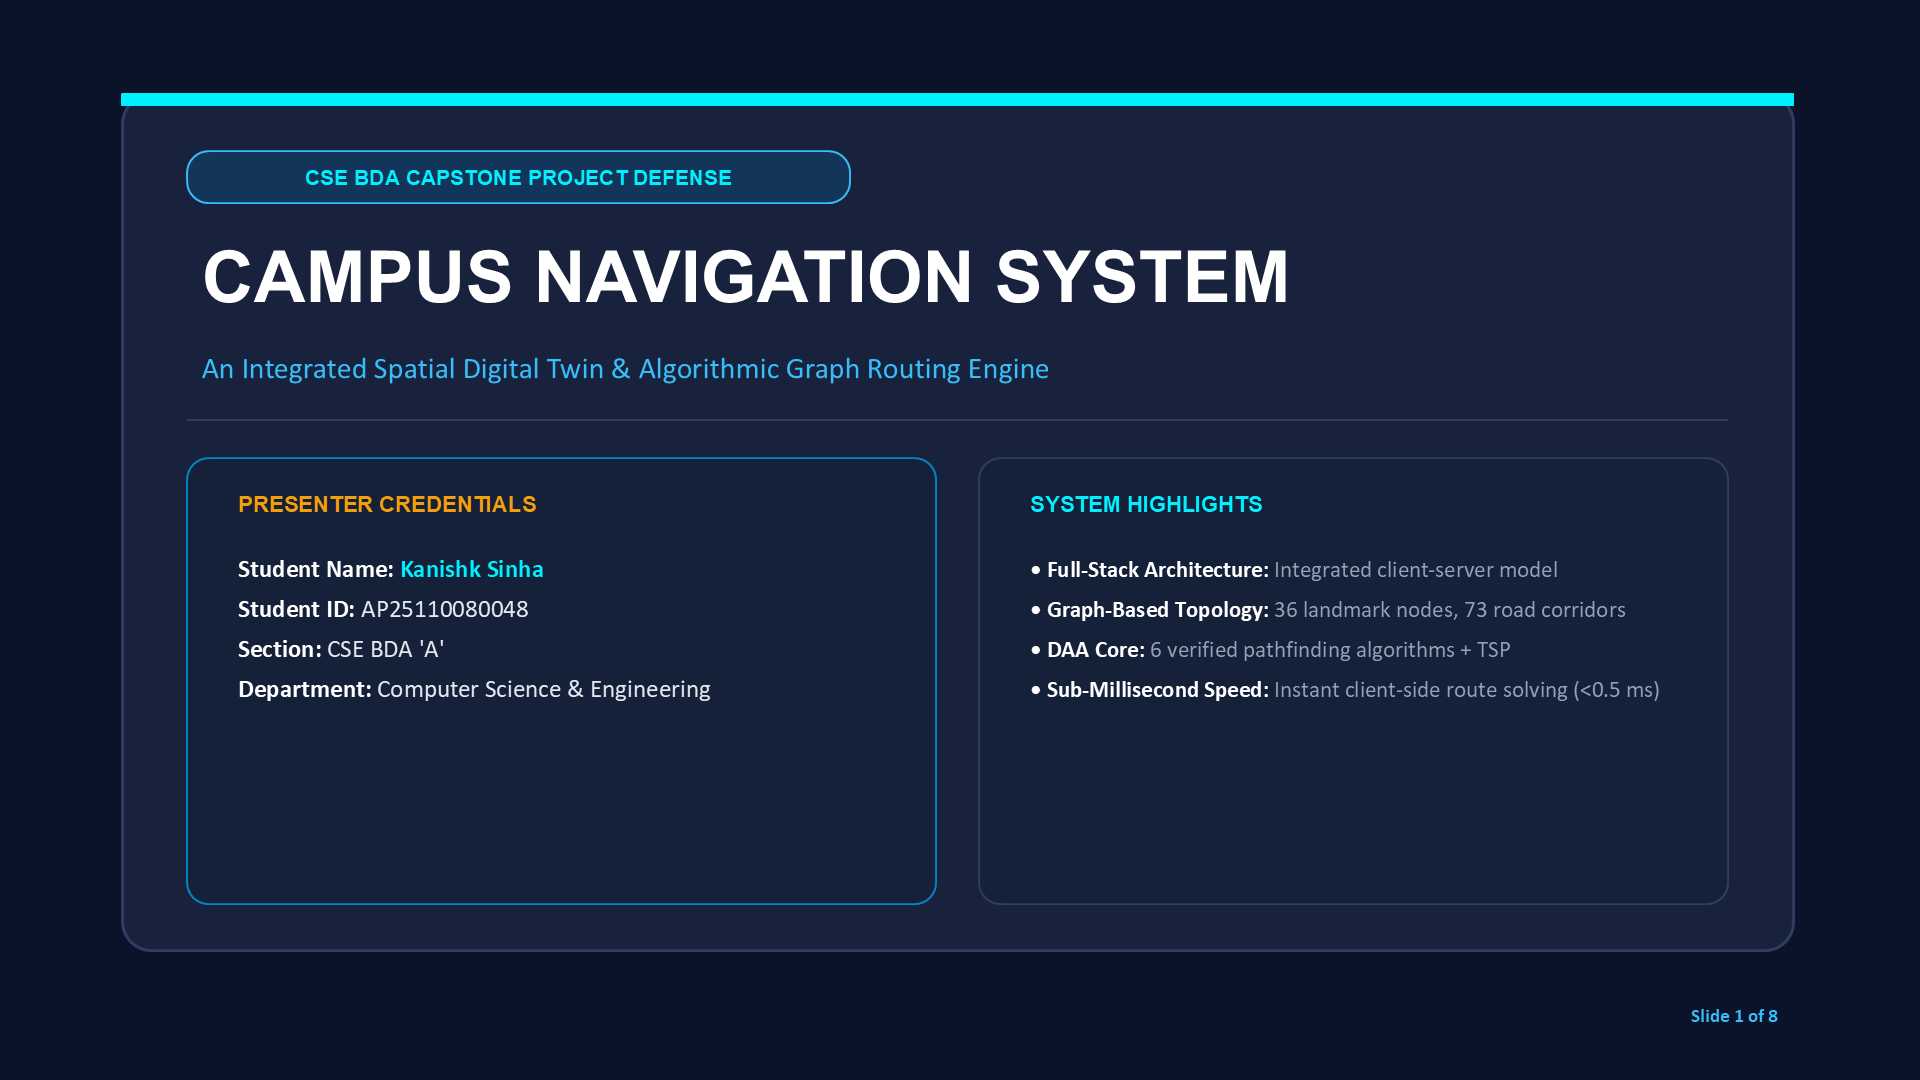 CSE BDA CAPSTONE PROJECT DEFENSE
CAMPUS NAVIGATION SYSTEM
An Integrated Spatial Digital Twin & Algorithmic Graph Routing Engine
PRESENTER CREDENTIALS
Student Name: Kanishk Sinha
Student ID: AP25110080048
Section: CSE BDA 'A'
Department: Computer Science & Engineering
SYSTEM HIGHLIGHTS
• Full-Stack Architecture: Integrated client-server model
• Graph-Based Topology: 36 landmark nodes, 73 road corridors
• DAA Core: 6 verified pathfinding algorithms + TSP
• Sub-Millisecond Speed: Instant client-side route solving (<0.5 ms)
Slide 1 of 8